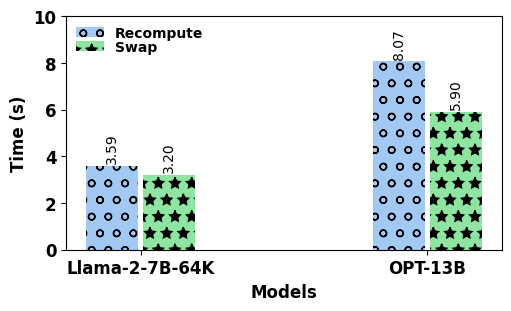 10
8
6
4
2
0
Time (s)
Recompute
Swap
3.59
3.20
8.07
5.90
Llama-2-7B-64K
OPT-13B
Models